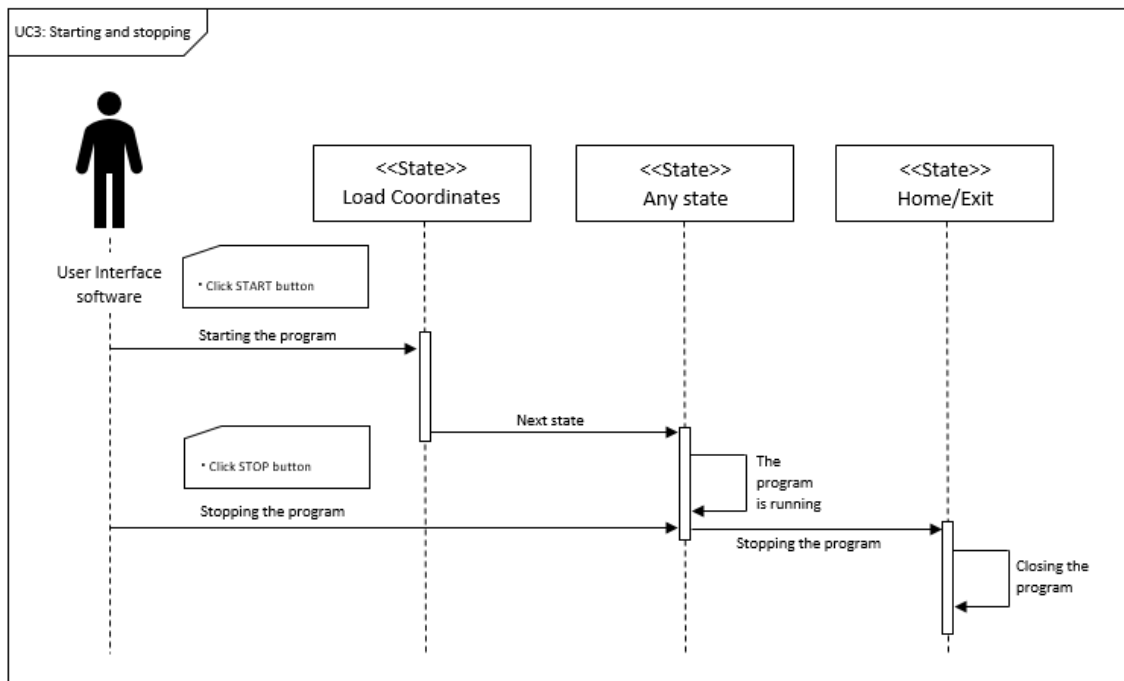 UC3: Starting and stopping
<<State>>
Load Coordinates
<<State>>
Any state
<<State>>
Home/Exit
User Interface
software
• Click START button
Starting the program
Next state
• Click STOP button
The
program
is running
Stopping the program
Stopping the program
Closing the
program